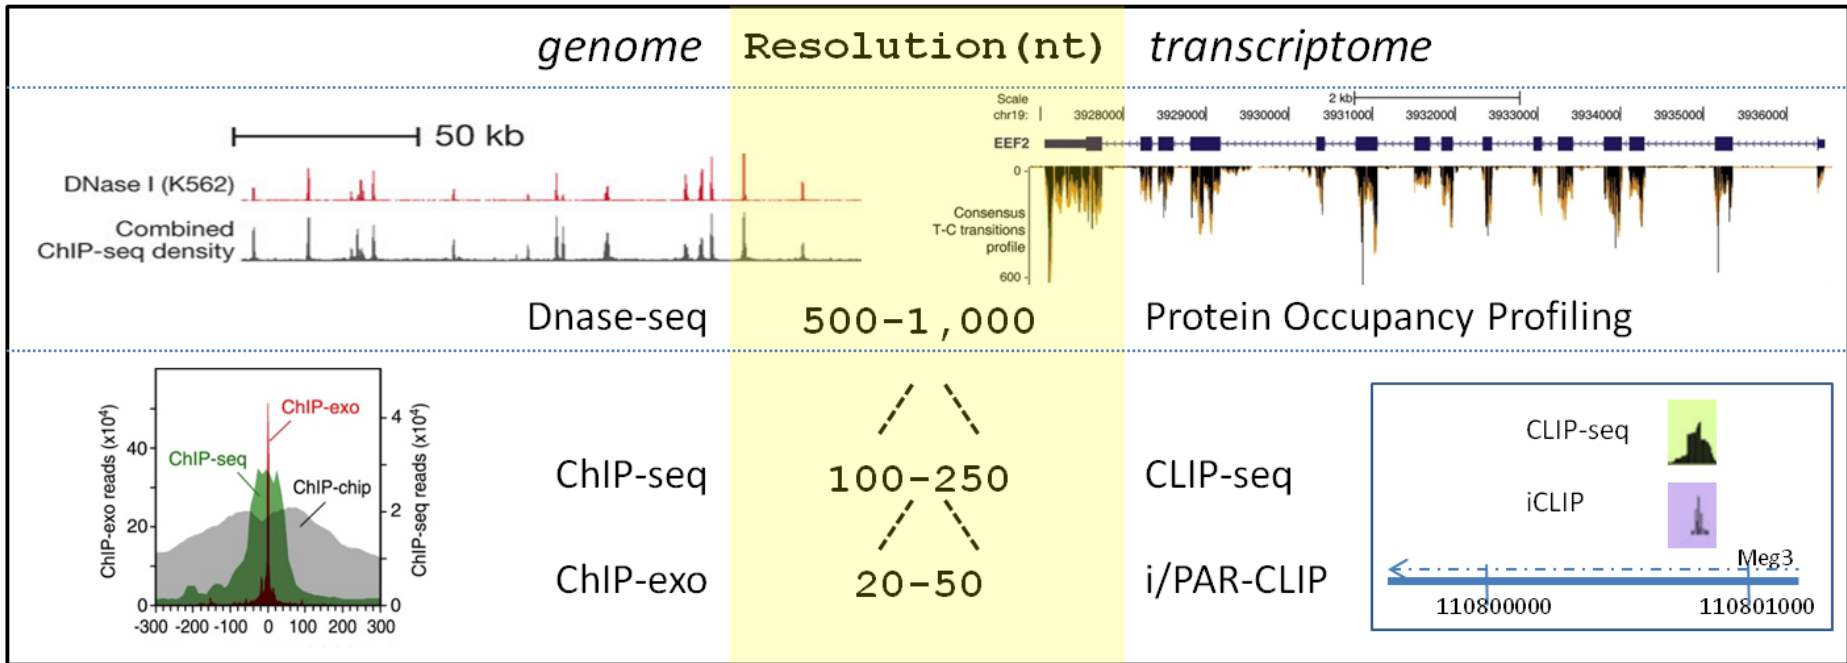 genome Resolution(nt) transcriptome
50 kb
DNase I (K562)
Combined
ChIP-seq density
Scale
2 kb
chr19:
3928000
3929000
3930000
3931000
3932000
3933000
3934000
3935000
3936000
EEF2
0
Consensus
T-C transitions
profile
600
Dnase-seq 500-1,000 Protein Occupancy Profiling
ChIP-exo reads (x10⁴)
40
20
0
ChIP-exo
ChIP-seq
ChIP-chip
4
2
0
ChIP-seq reads (x10⁴)
-300 -200 -100 0 100 200 300
ChIP-seq 100-250 CLIP-seq
ChIP-exo 20-50 i/PAR-CLIP
CLIP-seq
iCLIP
Meg3
110800000 110801000